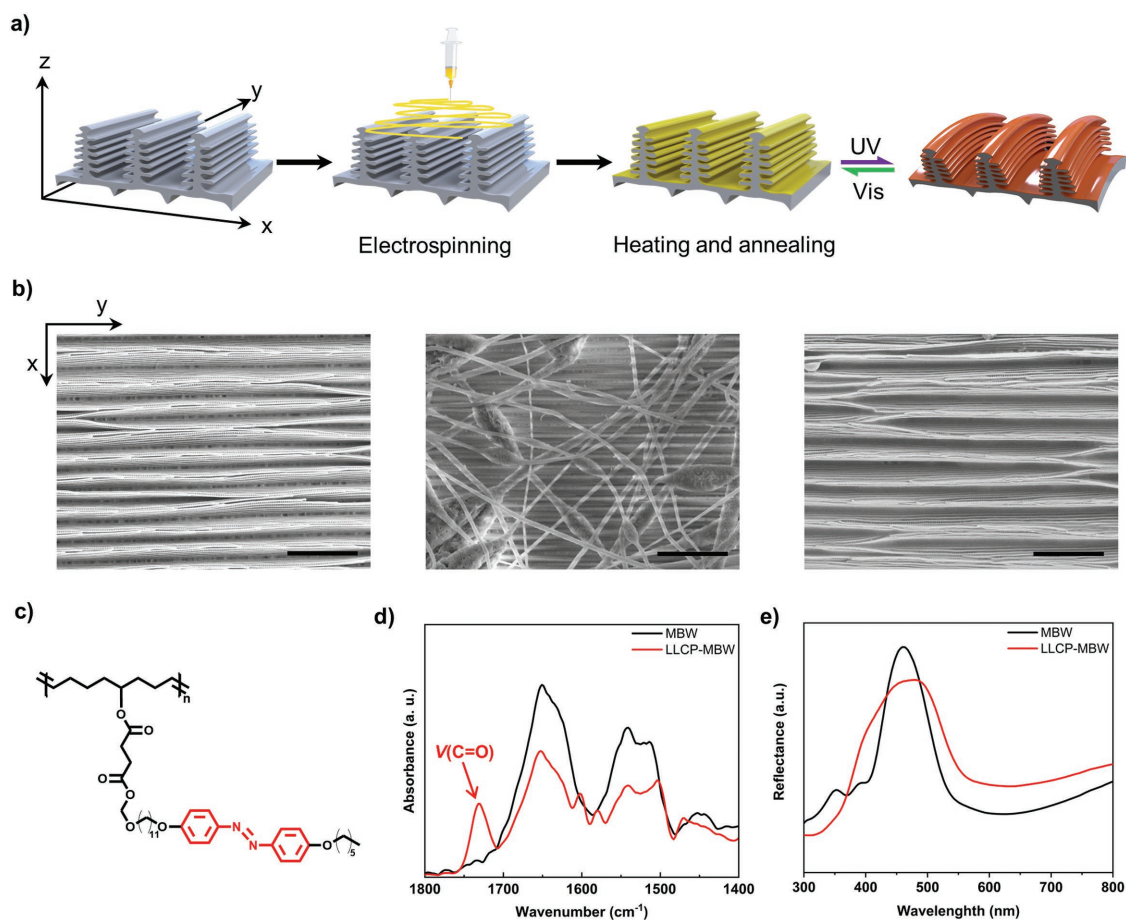 a)
z
y
x
Electrospinning
Heating and annealing
UV
Vis
b)
y
x
c)
n
O
O
O
O
O
( )11
O
N
N
O
( )5
d)
MBW
LLCP-MBW
V(C=O)
Absorbance (a. u.)
1800 1700 1600 1500 1400
Wavenumber (cm⁻¹)
e)
MBW
LLCP-MBW
Reflectance (a.u.)
300 400 500 600 700 800
Wavelenghth (nm)